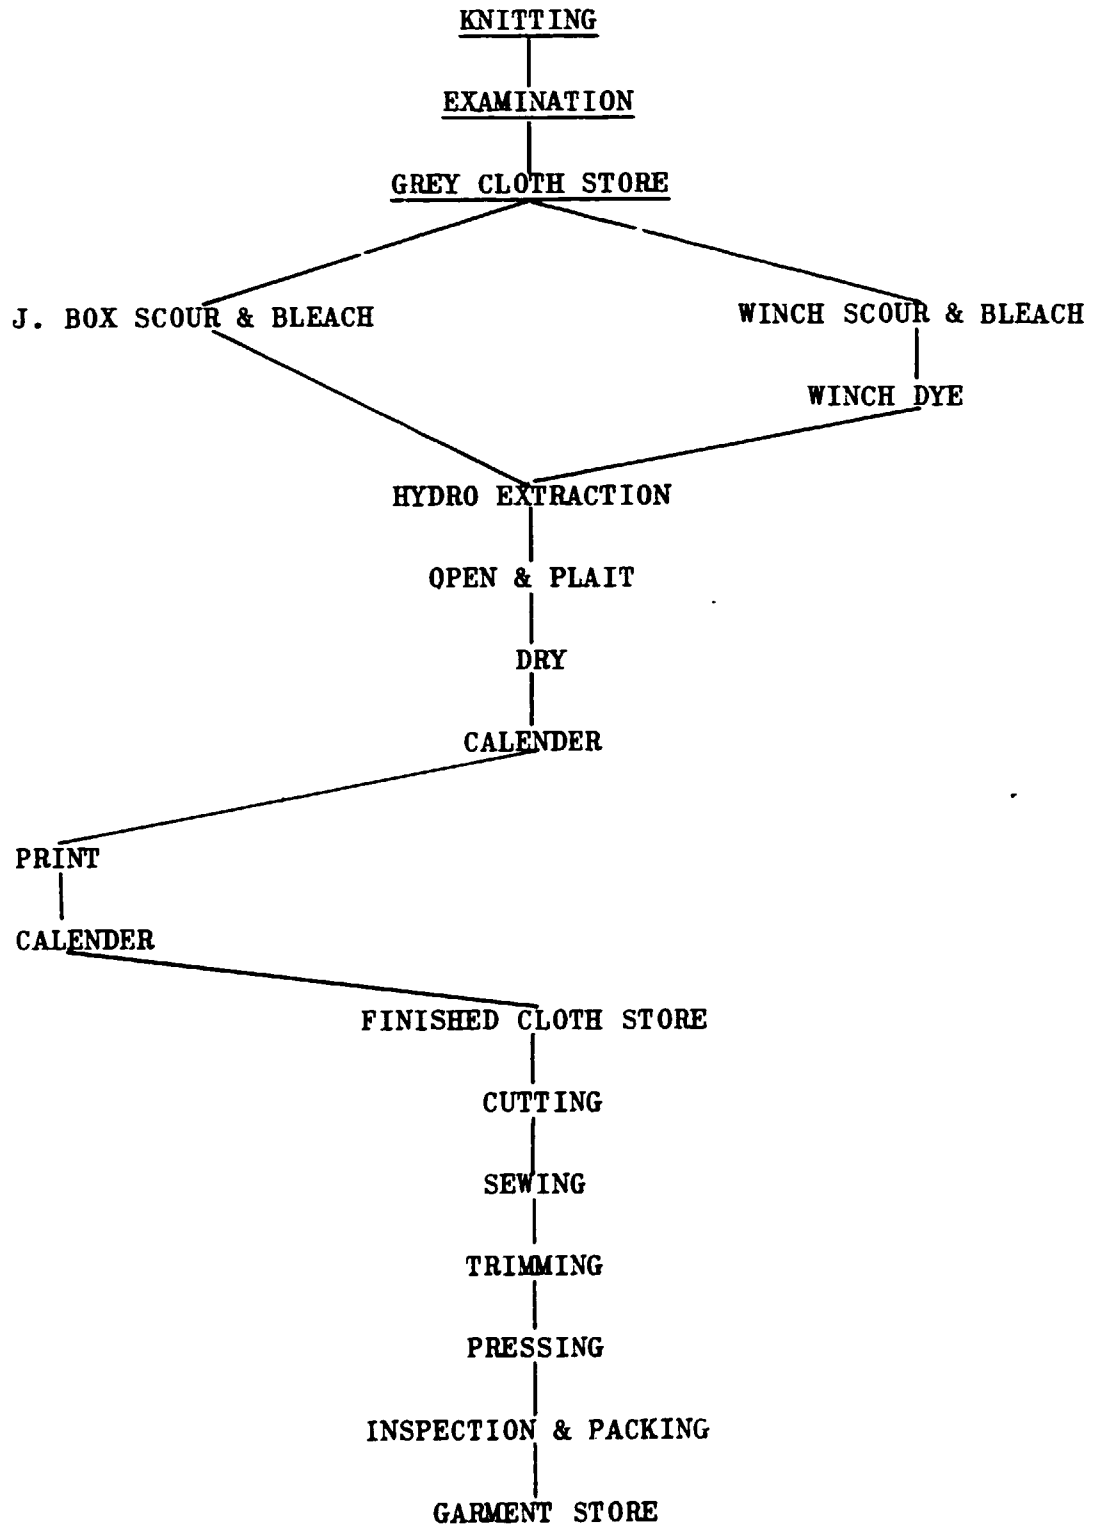 KNITTING
EXAMINATION
GREY CLOTH STORE
J. BOX SCOUR & BLEACH
WINCH SCOUR & BLEACH
WINCH DYE
HYDRO EXTRACTION
OPEN & PLAIT
DRY
CALENDER
PRINT
CALENDER
FINISHED CLOTH STORE
CUTTING
SEWING
TRIMMING
PRESSING
INSPECTION & PACKING
GARMENT STORE